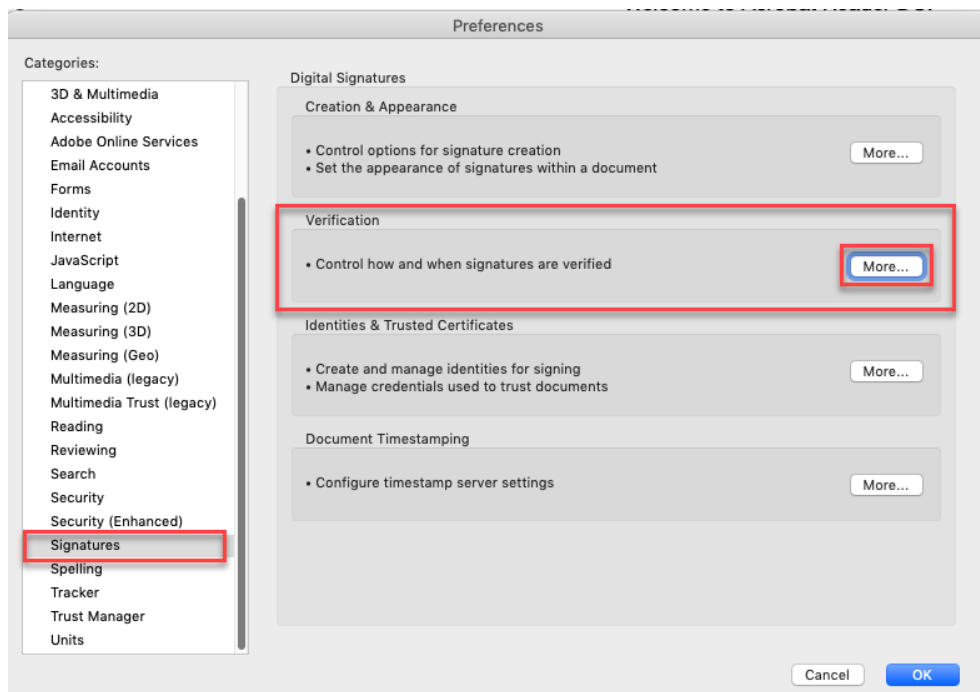 Preferences
Categories:
3D & Multimedia
Accessibility
Adobe Online Services
Email Accounts
Forms
Identity
Internet
JavaScript
Language
Measuring (2D)
Measuring (3D)
Measuring (Geo)
Multimedia (legacy)
Multimedia Trust (legacy)
Reading
Reviewing
Search
Security
Security (Enhanced)
Signatures
Spelling
Tracker
Trust Manager
Units
Digital Signatures
Creation & Appearance
• Control options for signature creation
• Set the appearance of signatures within a document
More...
Verification
• Control how and when signatures are verified
More...
Identities & Trusted Certificates
• Create and manage identities for signing
• Manage credentials used to trust documents
More...
Document Timestamping
• Configure timestamp server settings
More...
Cancel
OK